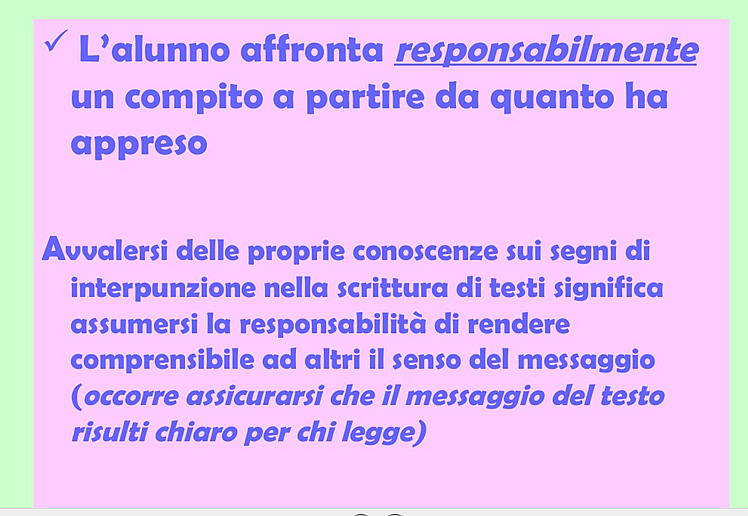 ✓ L’alunno affronta responsabilmente
un compito a partire da quanto ha
appreso
Avvalersi delle proprie conoscenze sui segni di
interpunzione nella scrittura di testi significa
assumersi la responsabilità di rendere
comprensibile ad altri il senso del messaggio
(occorre assicurarsi che il messaggio del testo
risulti chiaro per chi legge)